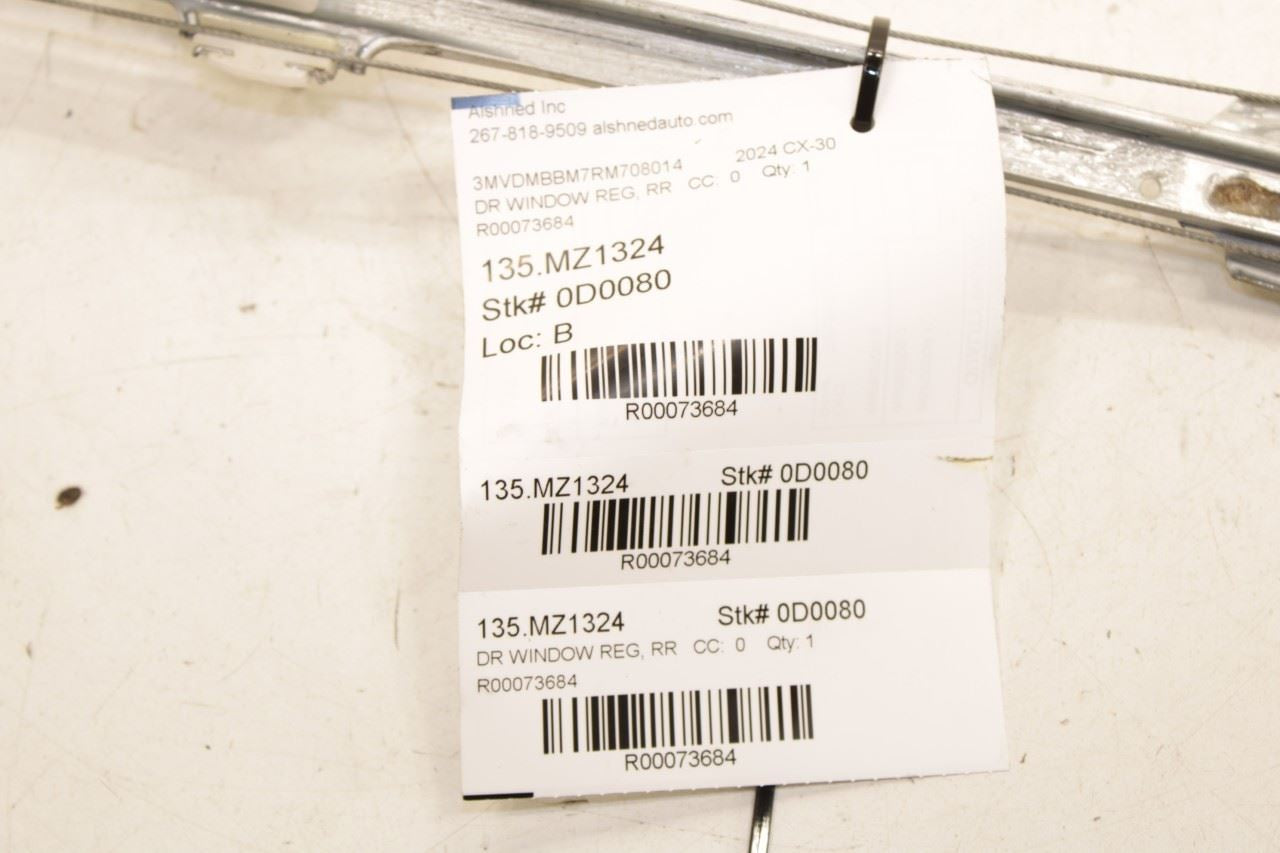 Alshned Inc
267-818-9509 alshnedauto.com
3MVDMBBM7RM708014 2024 CX-30
DR WINDOW REG, RR CC: 0 Qty: 1
R00073684
135.MZ1324
Stk# 0D0080
Loc: B
R00073684
135.MZ1324 Stk# 0D0080
R00073684
135.MZ1324 Stk# 0D0080
DR WINDOW REG, RR CC: 0 Qty: 1
R00073684
R00073684